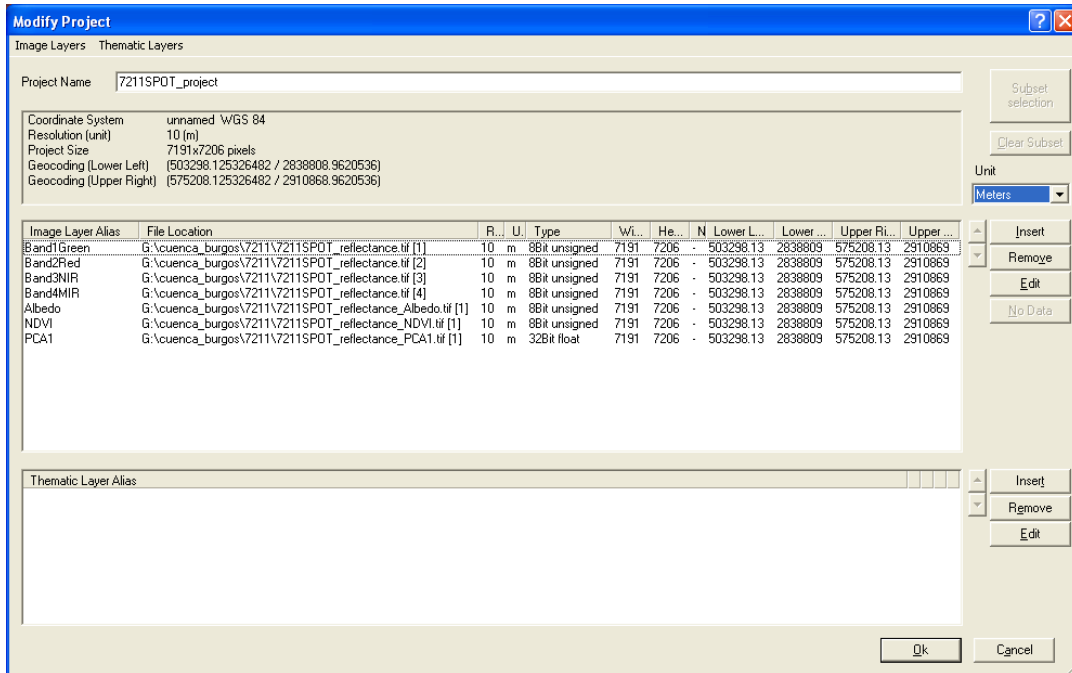 Modify Project
Image Layers Thematic Layers
Project Name 7211SPOT_project
Subset selection
Coordinate System unnamed WGS 84
Resolution (unit) 10 (m)
Project Size 7191x7206 pixels
Geocoding (Lower Left) (503298.125326482 / 2838808.9620536)
Geocoding (Upper Right) (575208.125326482 / 2910868.9620536)
Clear Subset
Unit
Meters
Image Layer Alias File Location R... U. Type Wi... He... N Lower L... Lower ... Upper Ri... Upper ...
Band1Green G:\cuenca_burgos\7211\7211SPOT_reflectance.tif [1] 10 m 8Bit unsigned 7191 7206 - 503298.13 2838809 575208.13 2910869
Band2Red G:\cuenca_burgos\7211\7211SPOT_reflectance.tif [2] 10 m 8Bit unsigned 7191 7206 - 503298.13 2838809 575208.13 2910869
Band3NIR G:\cuenca_burgos\7211\7211SPOT_reflectance.tif [3] 10 m 8Bit unsigned 7191 7206 - 503298.13 2838809 575208.13 2910869
Band4MIR G:\cuenca_burgos\7211\7211SPOT_reflectance.tif [4] 10 m 8Bit unsigned 7191 7206 - 503298.13 2838809 575208.13 2910869
Albedo G:\cuenca_burgos\7211\7211SPOT_reflectance_Albedo.tif [1] 10 m 8Bit unsigned 7191 7206 - 503298.13 2838809 575208.13 2910869
NDVI G:\cuenca_burgos\7211\7211SPOT_reflectance_NDVI.tif [1] 10 m 8Bit unsigned 7191 7206 - 503298.13 2838809 575208.13 2910869
PCA1 G:\cuenca_burgos\7211\7211SPOT_reflectance_PCA1.tif [1] 10 m 32Bit float 7191 7206 - 503298.13 2838809 575208.13 2910869
Insert
Remove
Edit
No Data
Thematic Layer Alias
Insert
Remove
Edit
Ok Cancel